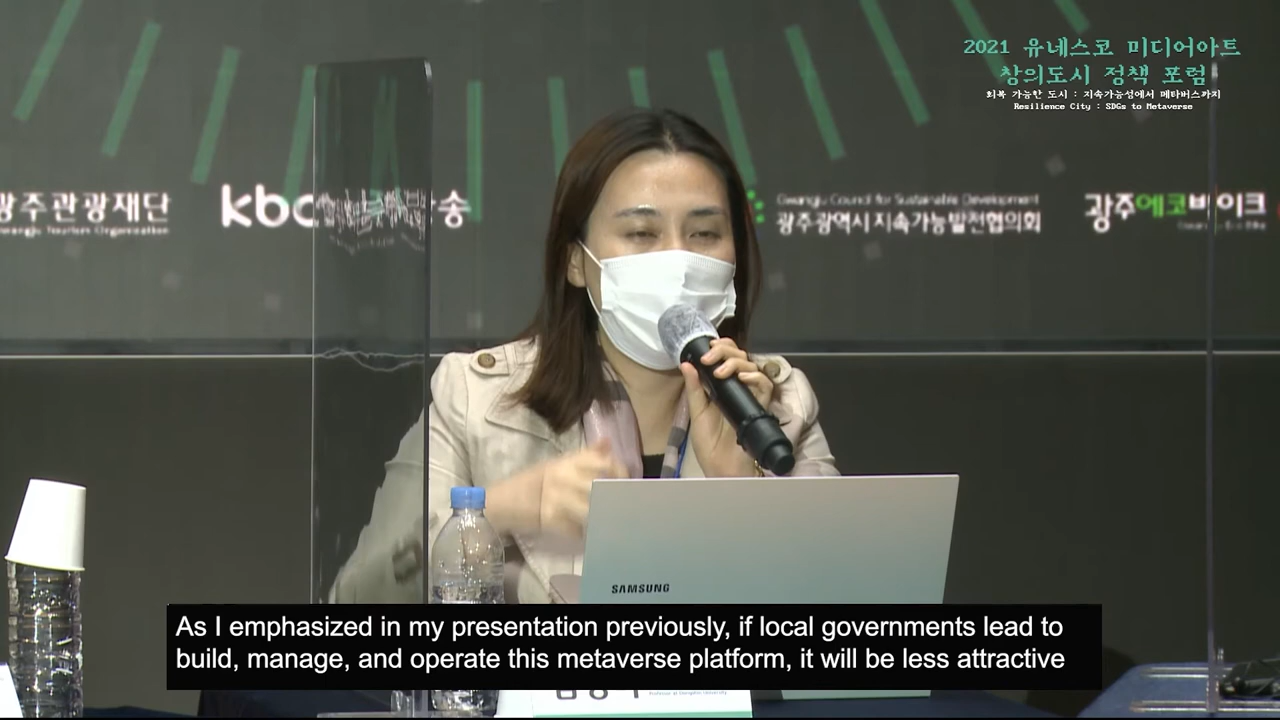 2021 유네스코 미디어아트
창의도시 정책 포럼
회복 가능한 도시 : 지속가능성에서 메타버스까지
Resilience City : SDGs to Metaverse
광주관광재단
Gwangju Tourism Organization
kbc
송
Gwangju Council for Sustainable Development
광주광역시지속가능발전협의회
광주에코바이크
SAMSUNG
As I emphasized in my presentation previously, if local governments lead to
build, manage, and operate this metaverse platform, it will be less attractive